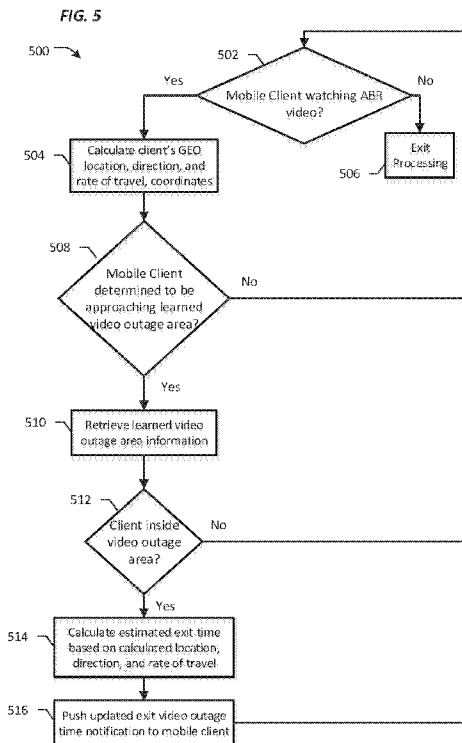 FIG. 5
500
502
Yes
No
Mobile Client watching ABR
video?
504
Calculate client's GEO
location, direction, and
rate of travel, coordinates
506
Exit
Processing
508
Mobile Client
determined to be
approaching learned
video outage area?
No
Yes
510
Retrieve learned video
outage area information
512
Client inside
video outage
area?
No
Yes
514
Calculate estimated exit time
based on calculated location,
direction, and rate of travel
516
Push updated exit video outage
time notification to mobile client